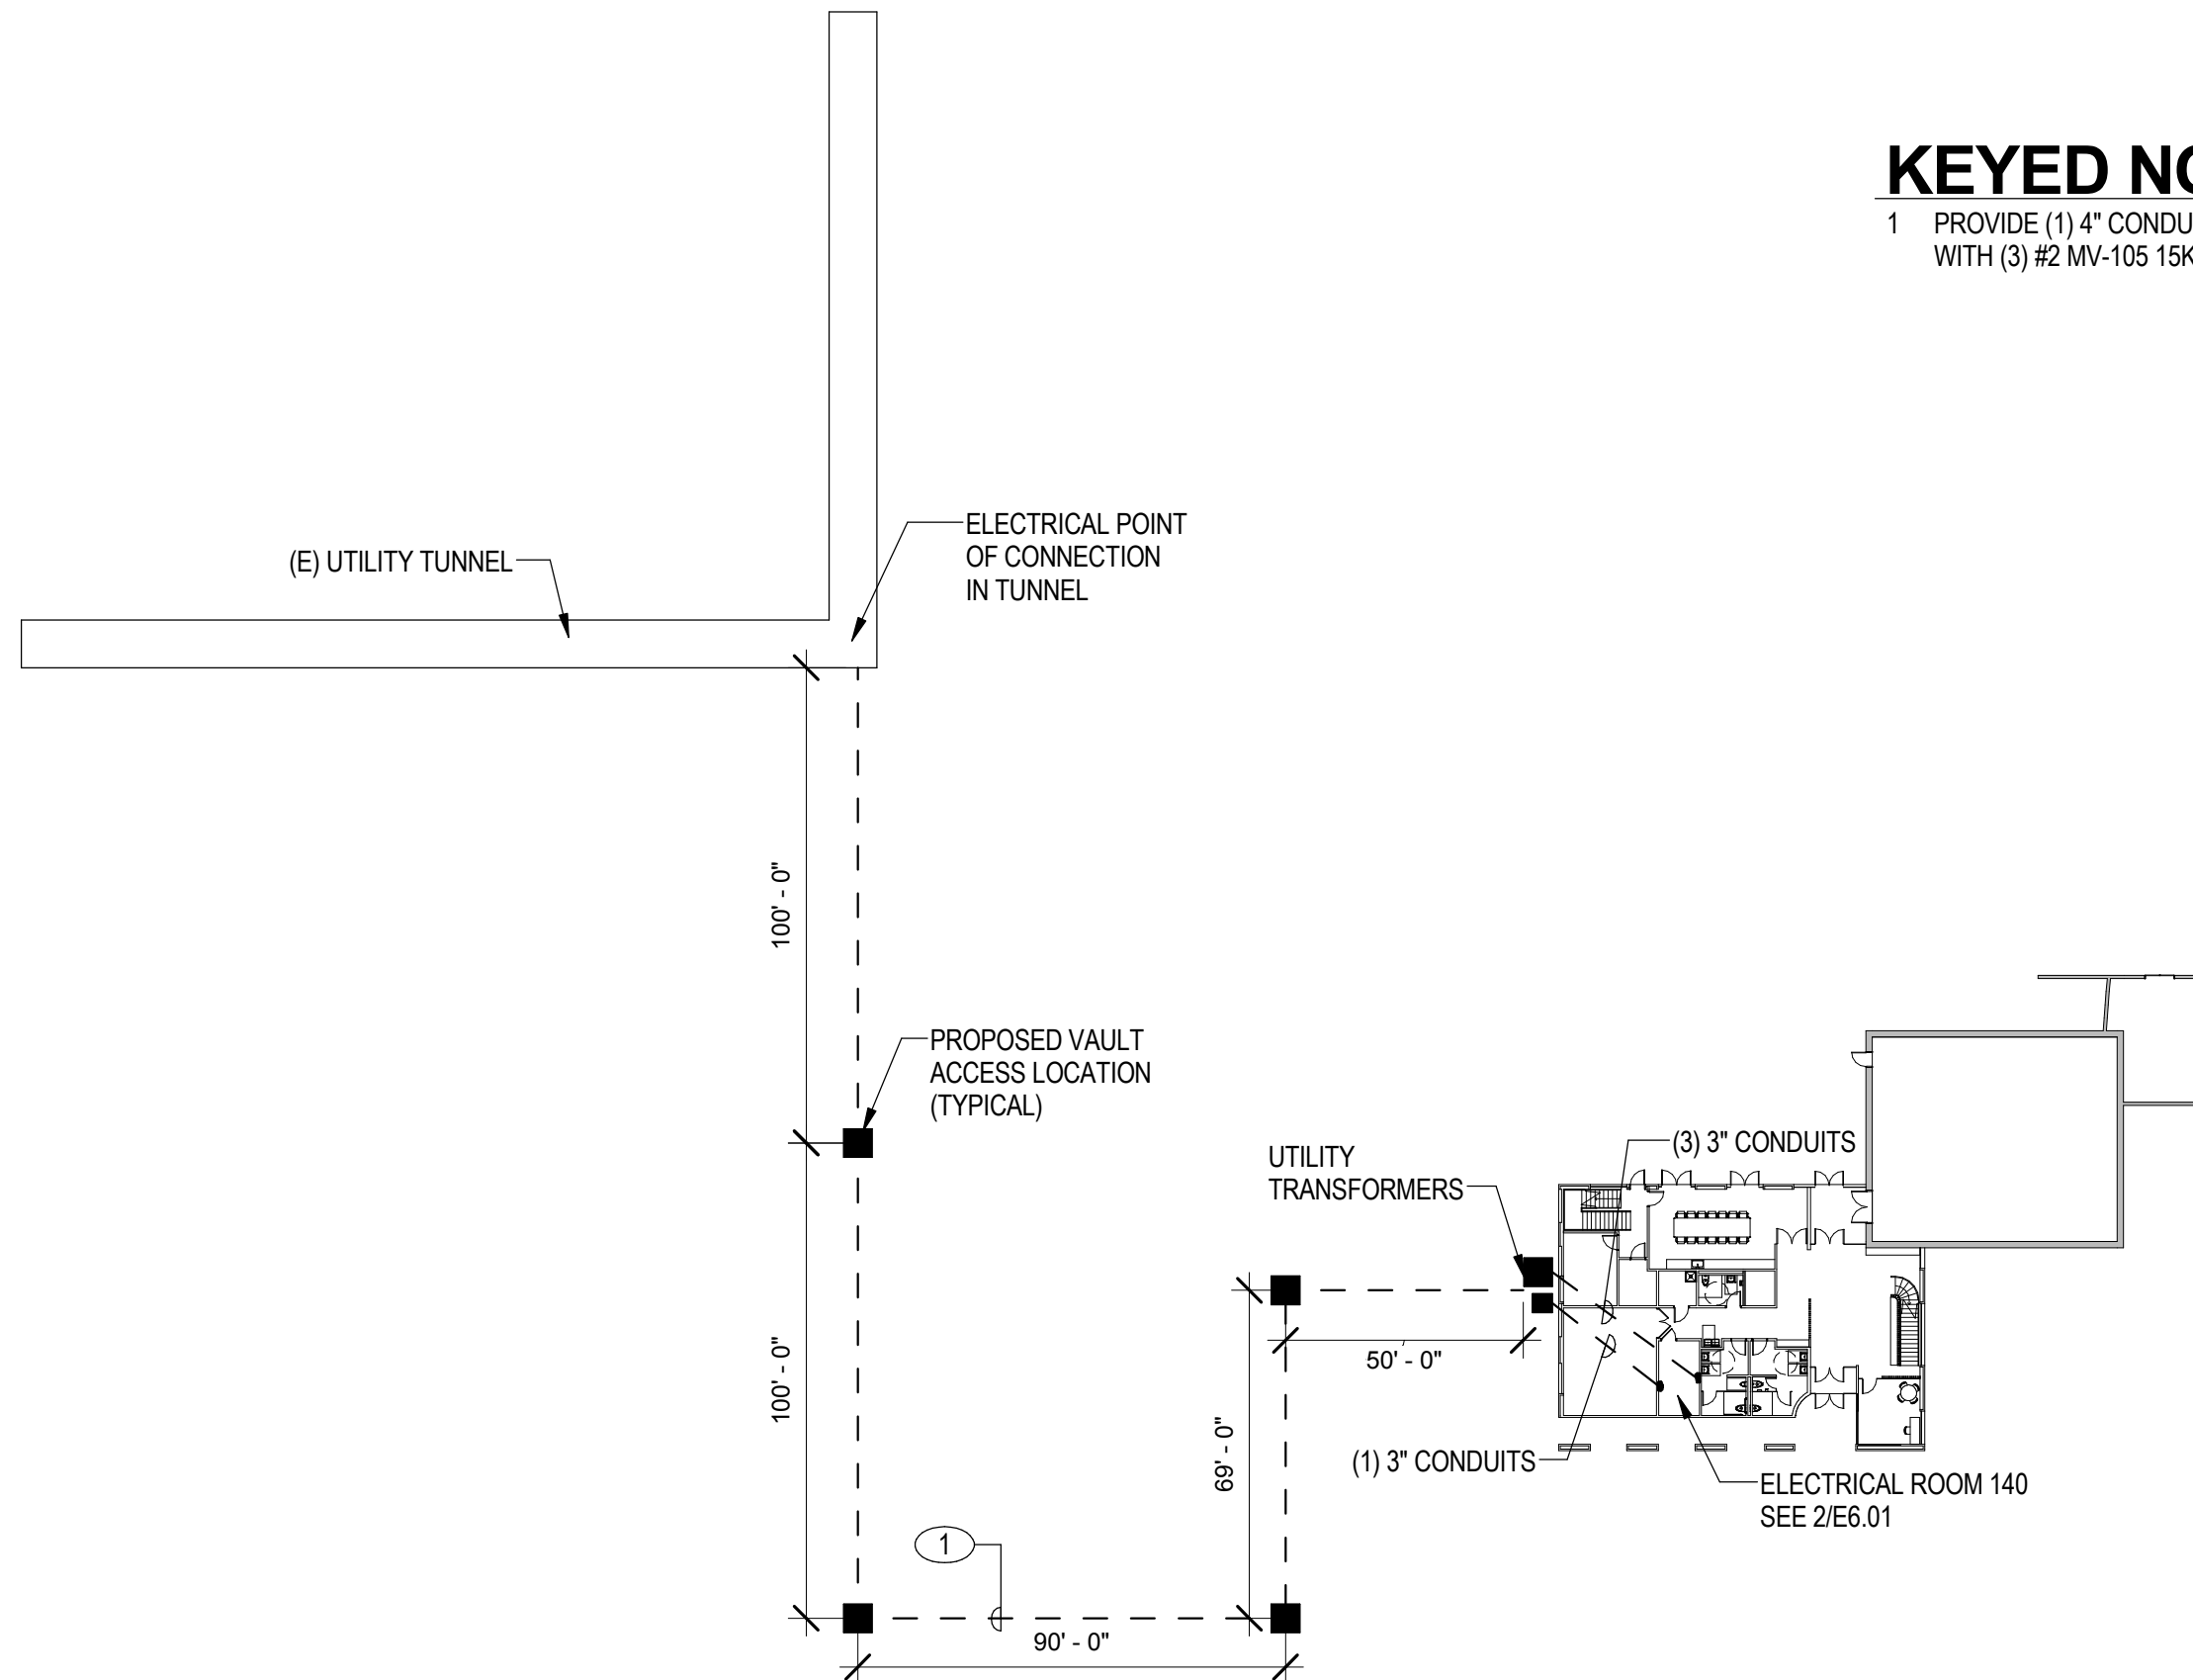 KEYED NO
1 PROVIDE (1) 4" CONDU
WITH (3) #2 MV-105 15K
ELECTRICAL POINT
OF CONNECTION
IN TUNNEL
(E) UTILITY TUNNEL
100' - 0"
PROPOSED VAULT
ACCESS LOCATION
(TYPICAL)
(3) 3" CONDUITS
UTILITY
TRANSFORMERS
100' - 0"
50' - 0"
69' - 0"
(1) 3" CONDUITS
ELECTRICAL ROOM 140
SEE 2/E6.01
1
90' - 0"